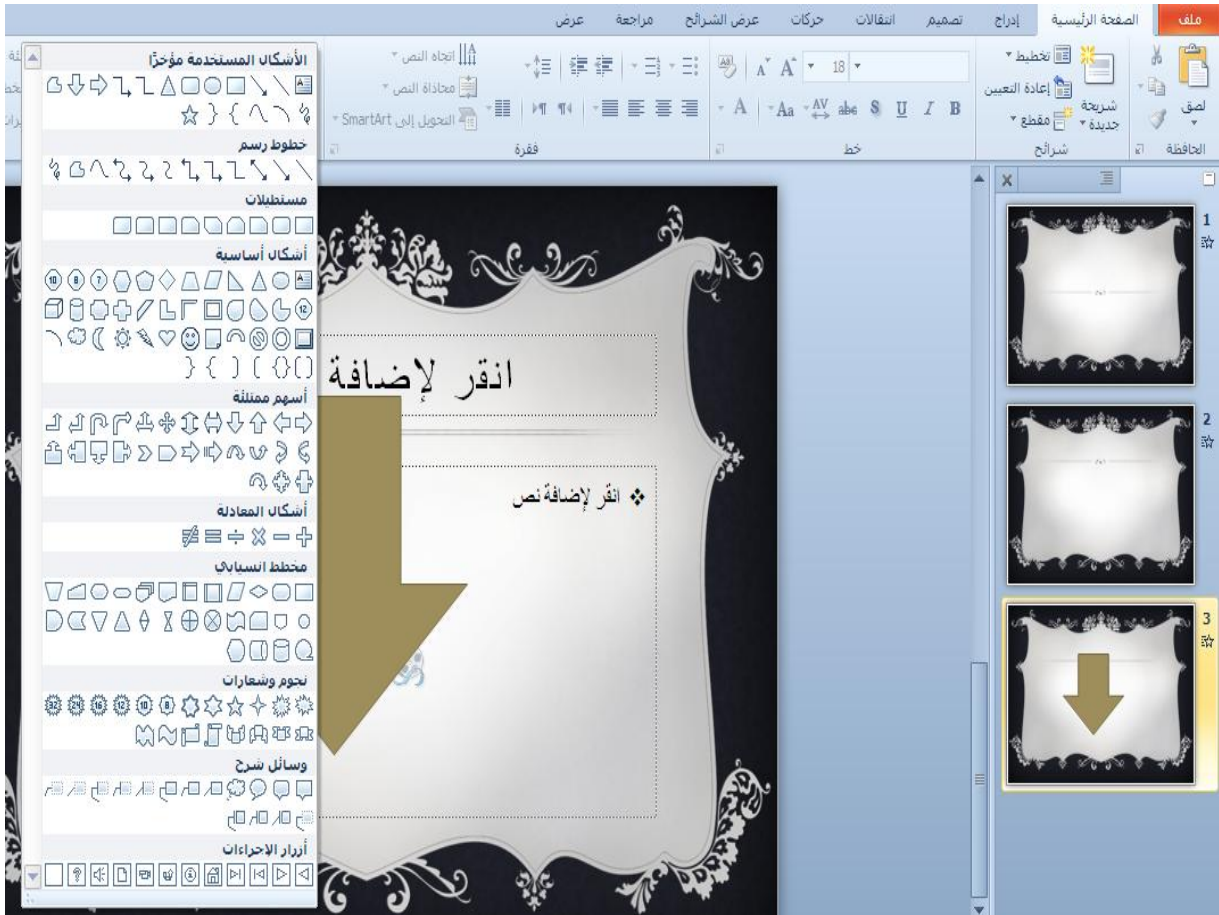 ملف الصفحة الرئيسية إدراج تصميم انتقالات حركات عرض الشرائح مراجعة عرض
لصق
الحافظة
شريحة
جديدة
تخطيط
إعادة التعيين
مقطع
شرائح
18
B I U S abc AV Aa A
خط
اتجاه النص
محاذاة النص
التحويل إلى SmartArt
فقرة
الأشكال المستخدمة مؤخرًا
خطوط رسم
مستطيلات
أشكال أساسية
أسهم ممتلئة
أشكال المعادلة
مخطط انسيابي
نجوم وشعارات
وسائل شرح
أزرار الإجراءات
انقر لإضافة
انقر لإضافة نص
1
2
3